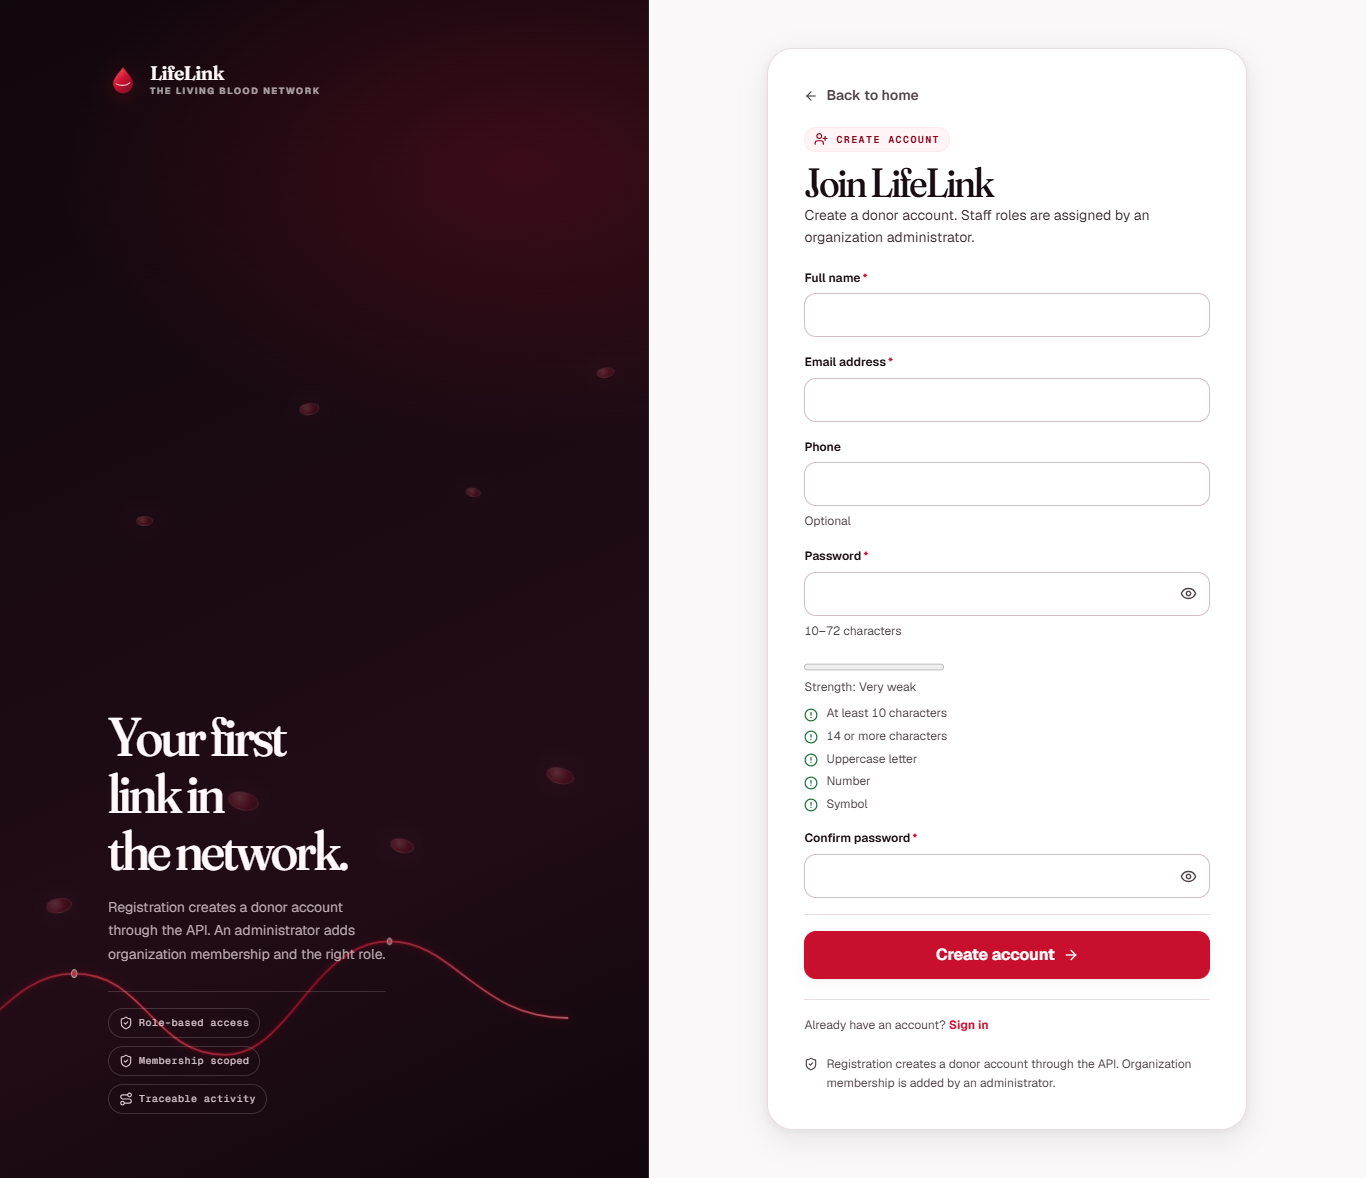 LifeLink
THE LIVING BLOOD NETWORK
Your first
link in
the network.
Registration creates a donor account
through the API. An administrator adds
organization membership and the right role.
Role-based access
Membership scoped
Traceable activity
Back to home
CREATE ACCOUNT
Join LifeLink
Create a donor account. Staff roles are assigned by an
organization administrator.
Full name *
Email address *
Phone
Optional
Password *
10–72 characters
Strength: Very weak
At least 10 characters
14 or more characters
Uppercase letter
Number
Symbol
Confirm password *
Create account
Already have an account? Sign in
Registration creates a donor account through the API. Organization
membership is added by an administrator.